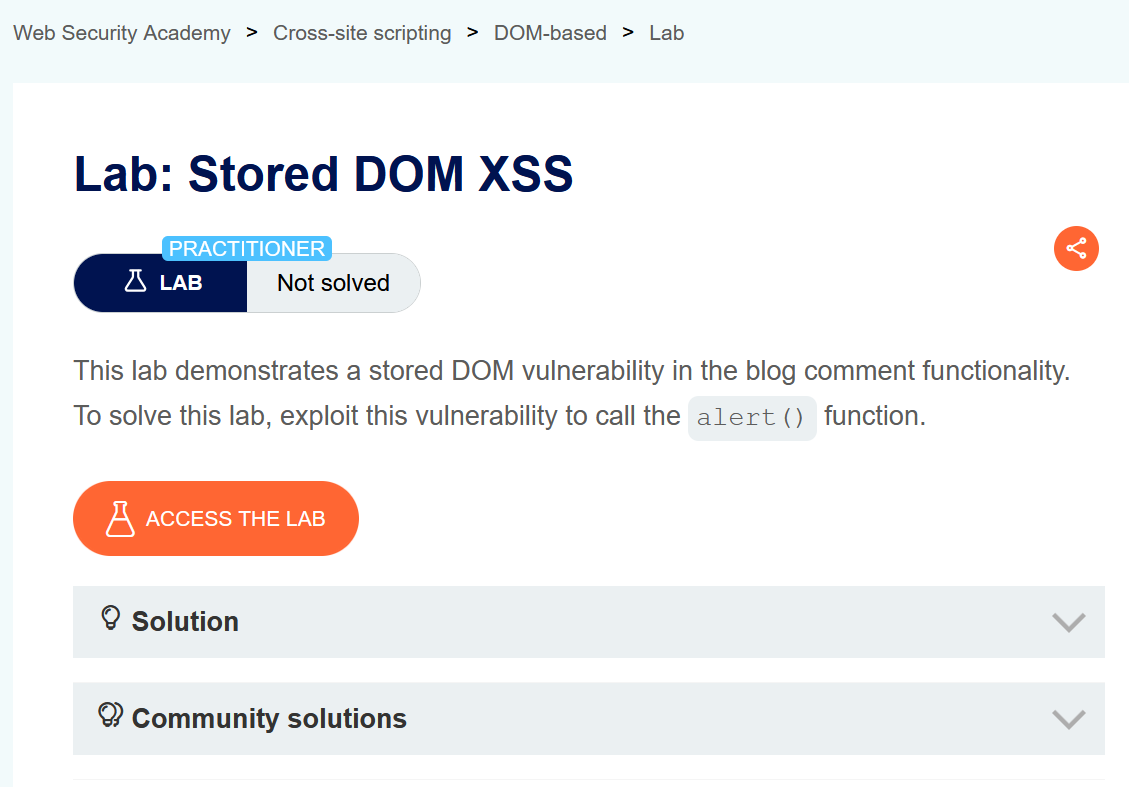 Web Security Academy > Cross-site scripting > DOM-based > Lab
Lab: Stored DOM XSS
PRACTITIONER
LAB Not solved
This lab demonstrates a stored DOM vulnerability in the blog comment functionality.
To solve this lab, exploit this vulnerability to call the alert() function.
ACCESS THE LAB
Solution
Community solutions